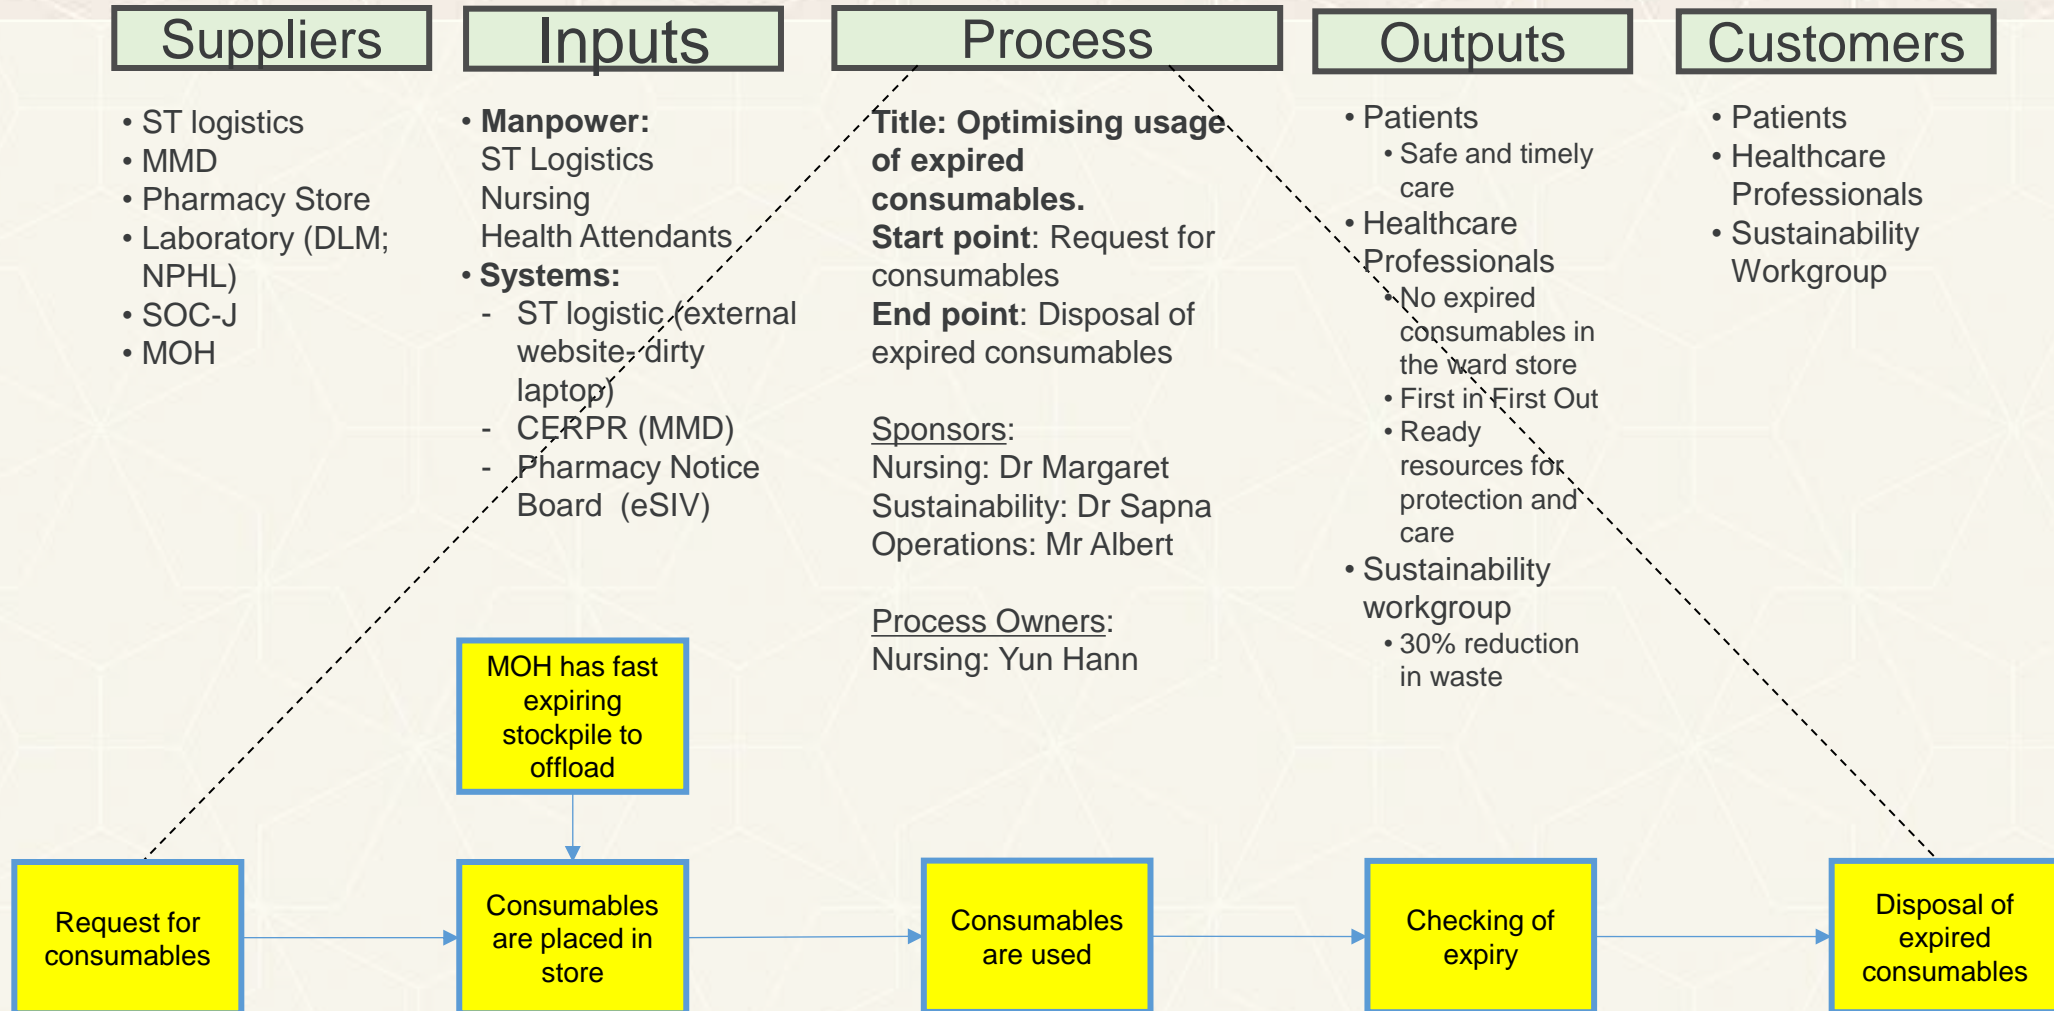 Suppliers
Inputs
Process
Outputs
Customers
• ST logistics
• MMD
• Pharmacy Store
• Laboratory (DLM;
NPHL)
• SOC-J
• MOH
• Manpower:
ST Logistics
Nursing
Health Attendants
• Systems:
- ST logistic (external
website- dirty
laptop)
- CERPR (MMD)
- Pharmacy Notice
Board (eSIV)
Title: Optimising usage
of expired
consumables.
Start point: Request for
consumables
End point: Disposal of
expired consumables
Sponsors:
Nursing: Dr Margaret
Sustainability: Dr Sapna
Operations: Mr Albert
Process Owners:
Nursing: Yun Hann
• Patients
• Safe and timely
care
• Healthcare
Professionals
• No expired
consumables in
the ward store
• First in First Out
• Ready
resources for
protection and
care
• Sustainability
workgroup
• 30% reduction
in waste
• Patients
• Healthcare
Professionals
• Sustainability
Workgroup
MOH has fast
expiring
stockpile to
offload
Request for
consumables
Consumables
are placed in
store
Consumables
are used
Checking of
expiry
Disposal of
expired
consumables